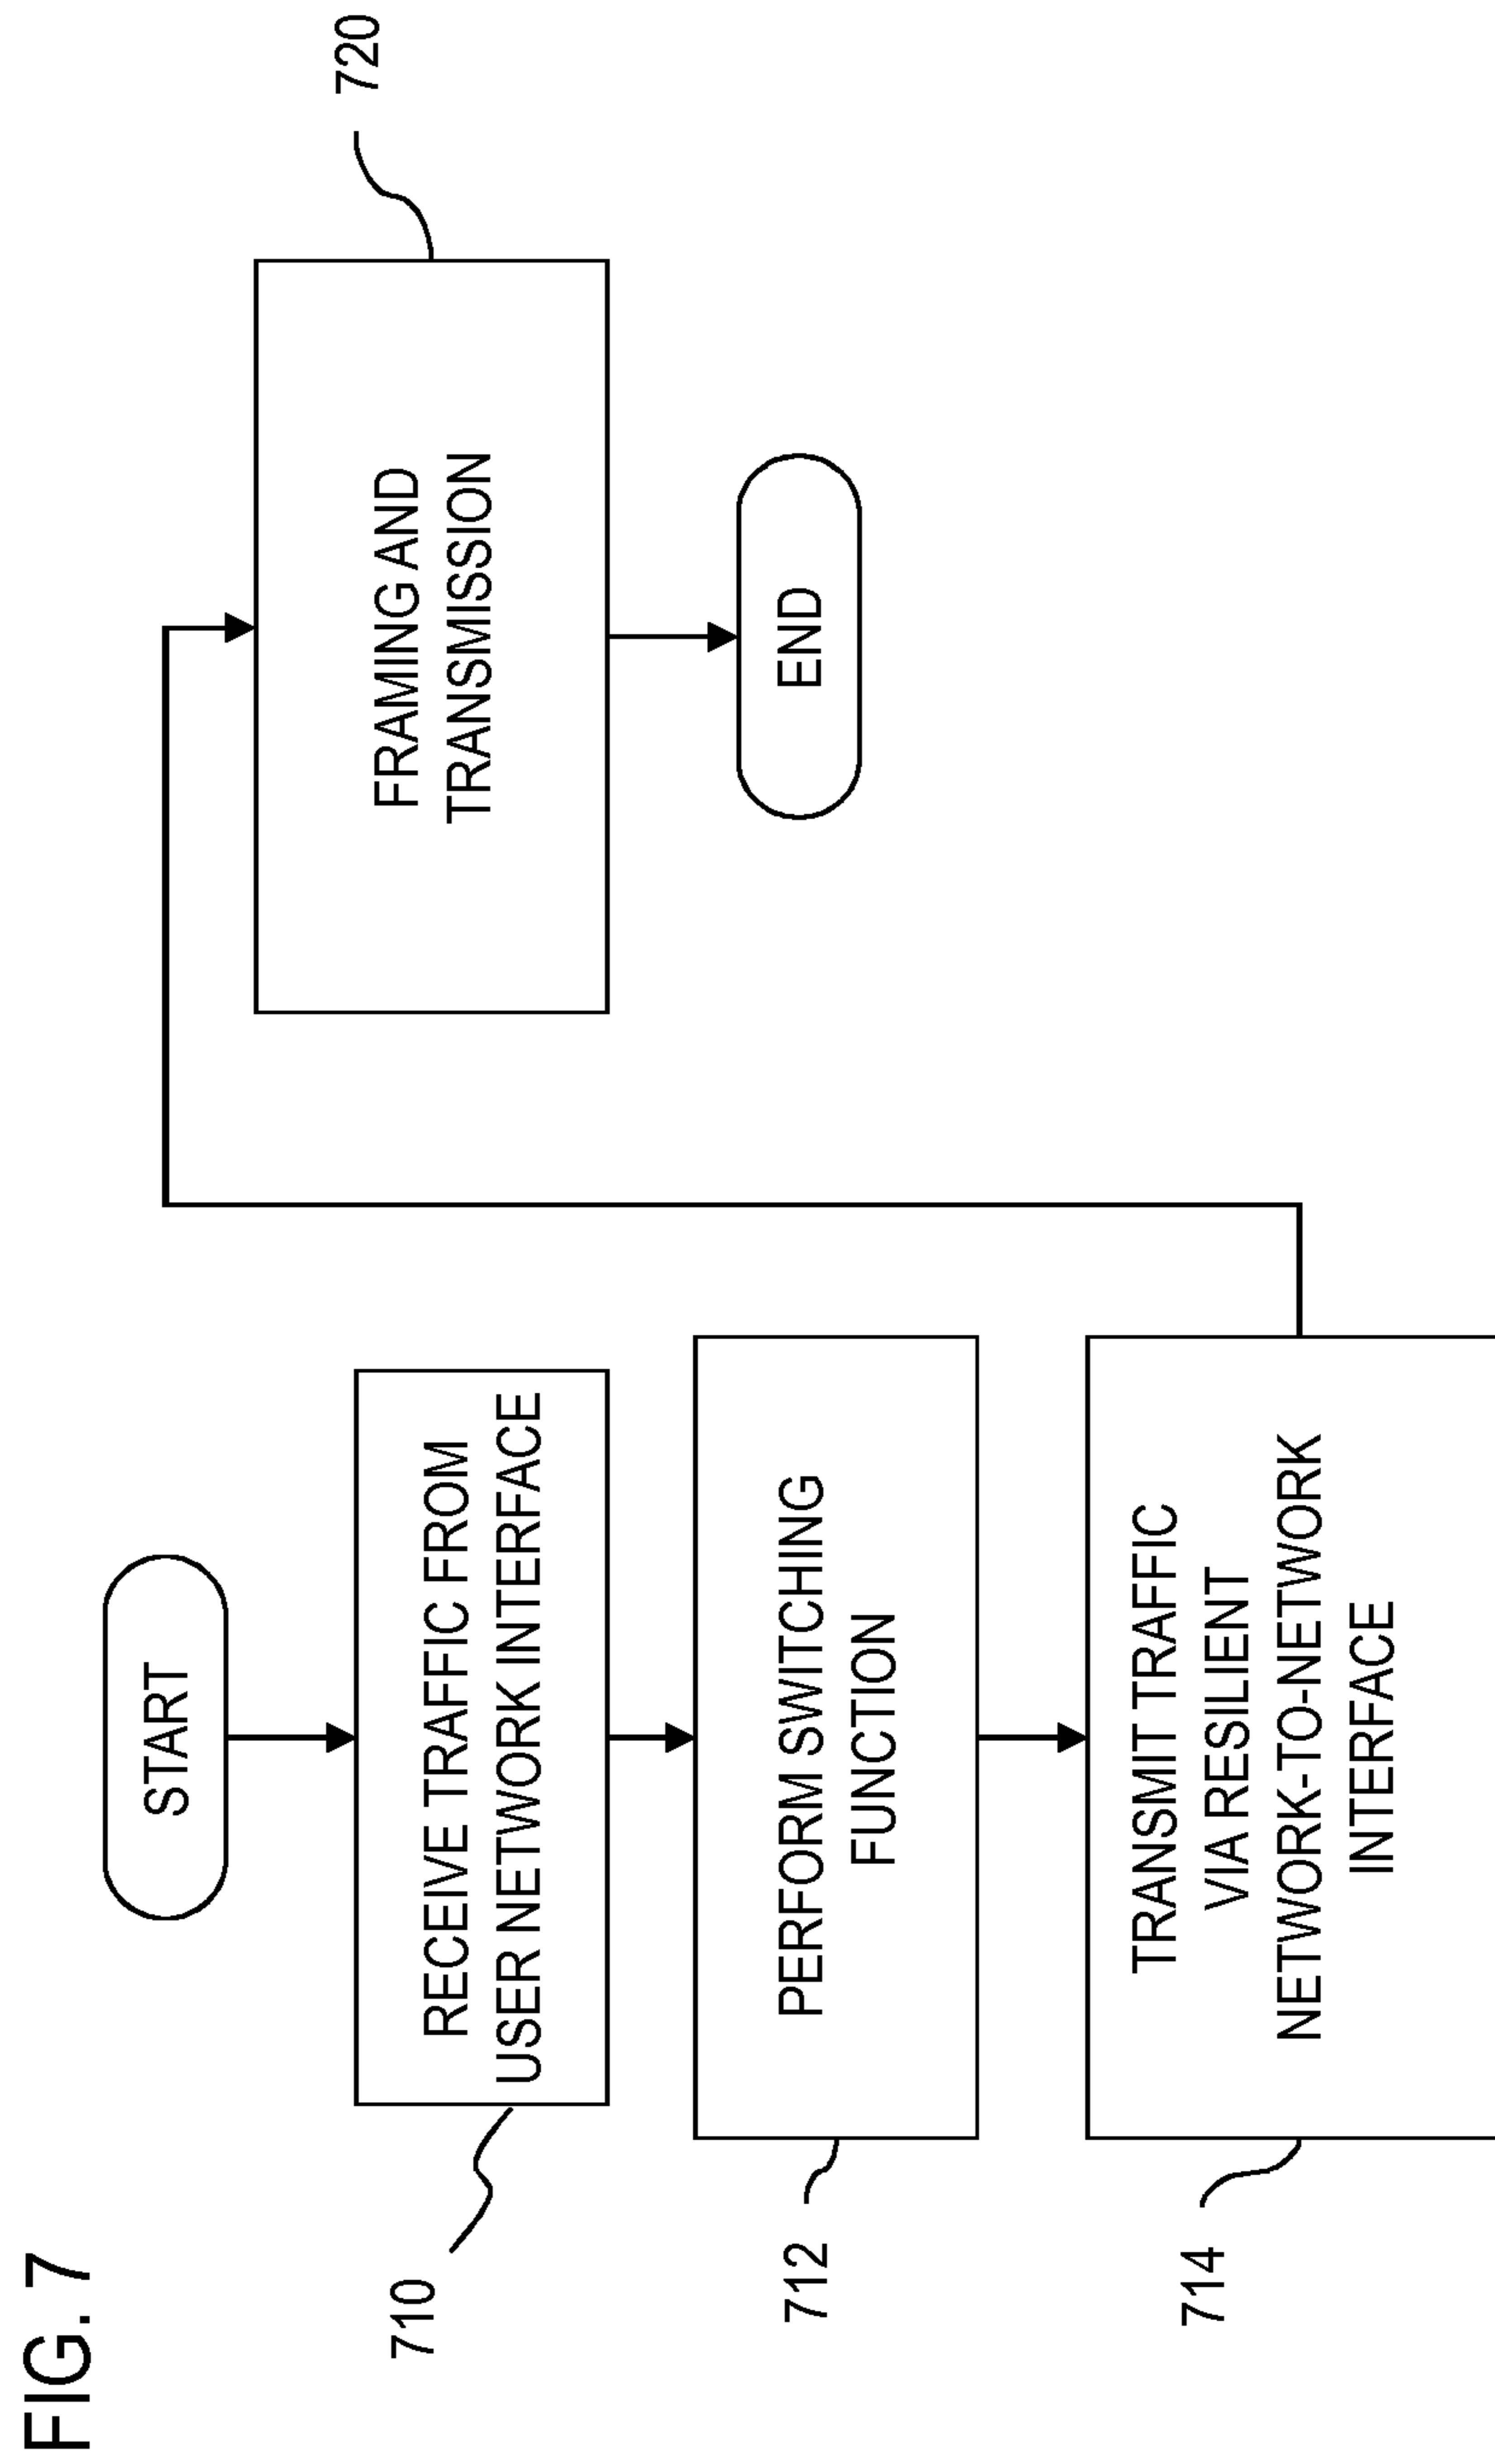 FIG. 7
START
710
RECEIVE TRAFFIC FROM
USER NETWORK INTERFACE
712
PERFORM SWITCHING
FUNCTION
714
TRANSMIT TRAFFIC
VIA RESILIENT
NETWORK-TO-NETWORK
INTERFACE
720
FRAMING AND
TRANSMISSION
END